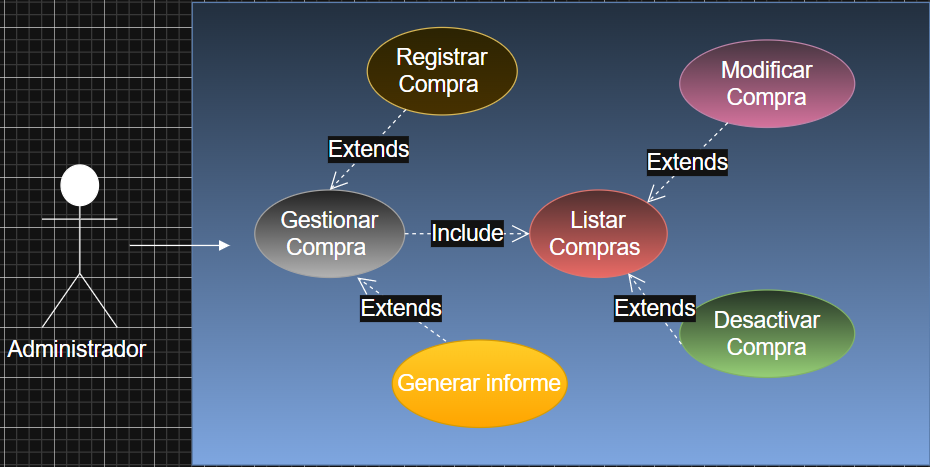 Registrar
Compra
Modificar
Compra
Extends
Extends
Gestionar
Compra
Include
Listar
Compras
Administrador
Extends
Extends
Desactivar
Compra
Generar informe